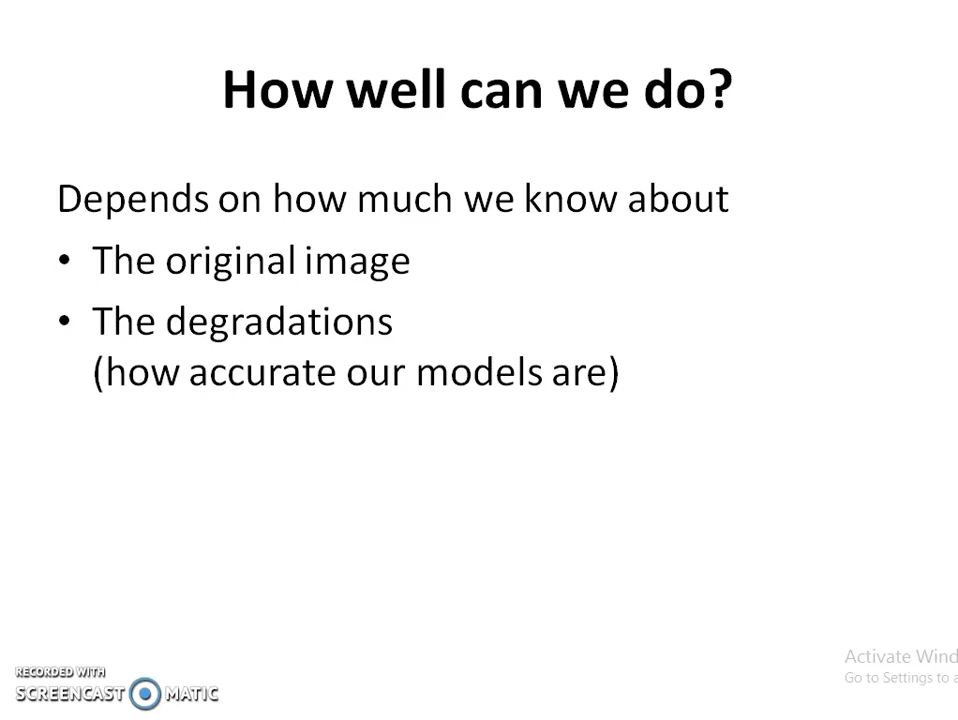 How well can we do?
Depends on how much we know about
• The original image
• The degradations
(how accurate our models are)
RECORDED WITH
SCREENCAST MATIC
Activate Wind
Go to Settings to a